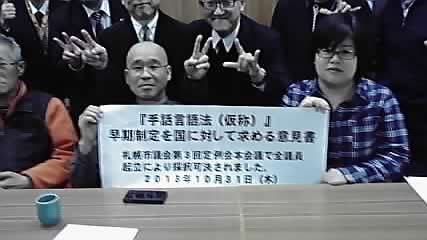 『手話言語法(仮称)』
早期制定を国に対して求める意見書
札幌市議会第3回定例会本会議で全議員
起立により採択可決されました。
2013年10月31日(木)